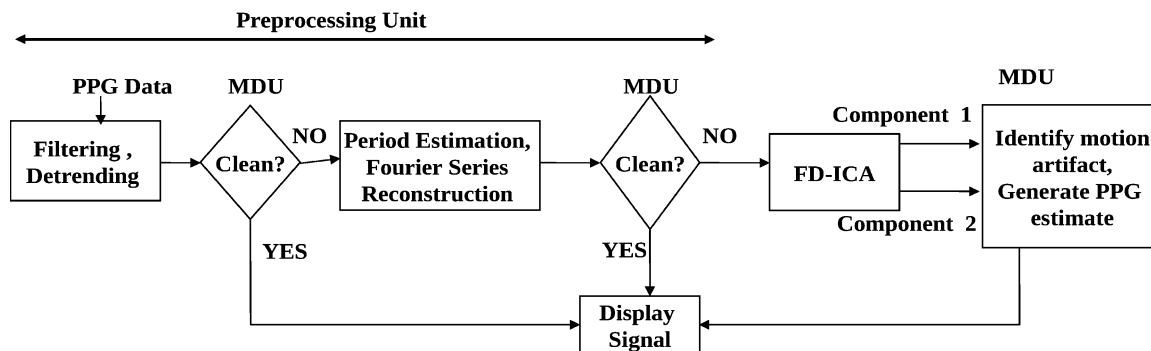 Preprocessing Unit
PPG Data
MDU
MDU
MDU
Filtering ,
Detrending
Clean?
NO
YES
Period Estimation,
Fourier Series
Reconstruction
Clean?
NO
YES
FD-ICA
Component 1
Component 2
Identify motion
artifact,
Generate PPG
estimate
Display
Signal